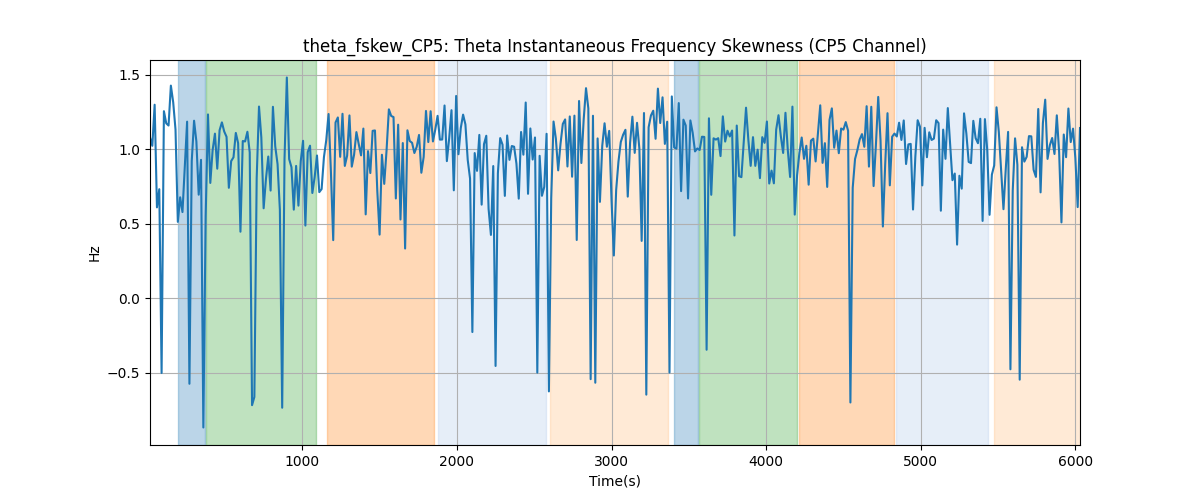 theta_fskew_CP5: Theta Instantaneous Frequency Skewness (CP5 Channel)
1.5
1.0
0.5
0.0
−0.5
Hz
1000 2000 3000 4000 5000 6000
Time(s)